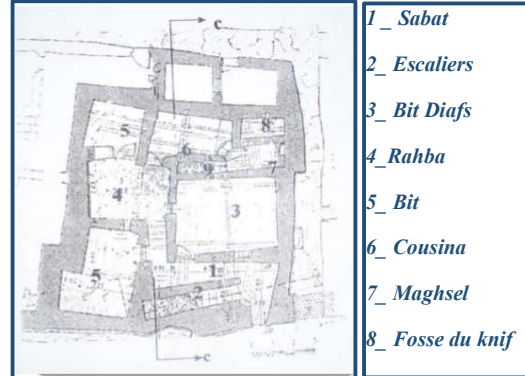 c
5
6
8
9
7
4
3
5
1
2
c
1_ Sabat
2_ Escaliers
3_ Bit Diafs
4_Rahba
5_ Bit
6_ Cousina
7_ Maghsel
8_ Fosse du knif